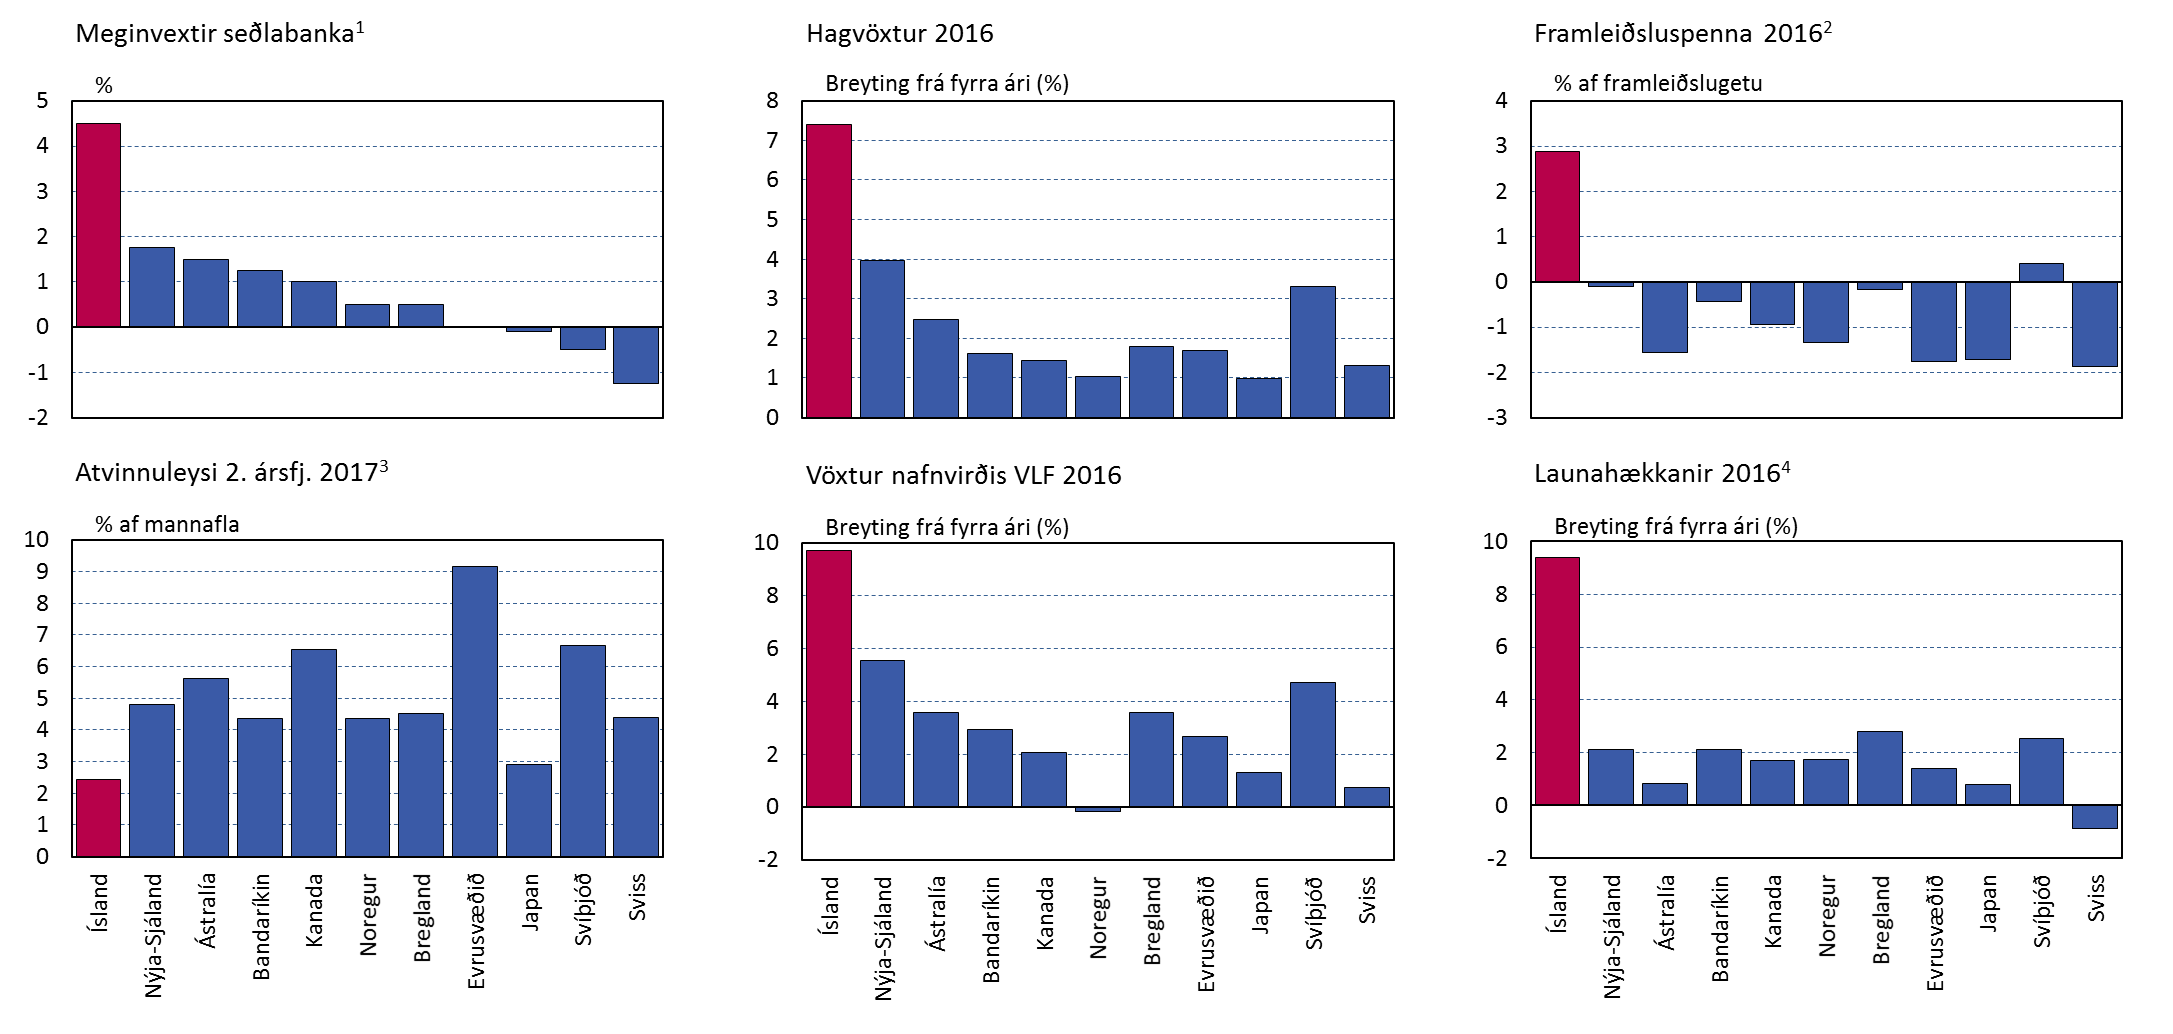 Meginvextir seðlabanka¹
%
5
4
3
2
1
0
-1
-2
Hagvöxtur 2016
Breyting frá fyrra ári (%)
8
7
6
5
4
3
2
1
0
Framleiðsluspenna 2016²
% af framleiðslugetu
4
3
2
1
0
-1
-2
-3
Atvinnuleysi 2. ársfj. 2017³
% af mannafla
10
9
8
7
6
5
4
3
2
1
0
Ísland
Nýja-Sjáland
Ástralía
Bandaríkin
Kanada
Noregur
Bregland
Evrusvæðið
Japan
Svíþjóð
Sviss
Vöxtur nafnvirðis VLF 2016
Breyting frá fyrra ári (%)
10
8
6
4
2
0
-2
Ísland
Nýja-Sjáland
Ástralía
Bandaríkin
Kanada
Noregur
Bregland
Evrusvæðið
Japan
Svíþjóð
Sviss
Launahækkanir 2016⁴
Breyting frá fyrra ári (%)
10
8
6
4
2
0
-2
Ísland
Nýja-Sjáland
Ástralía
Bandaríkin
Kanada
Noregur
Bregland
Evrusvæðið
Japan
Svíþjóð
Sviss